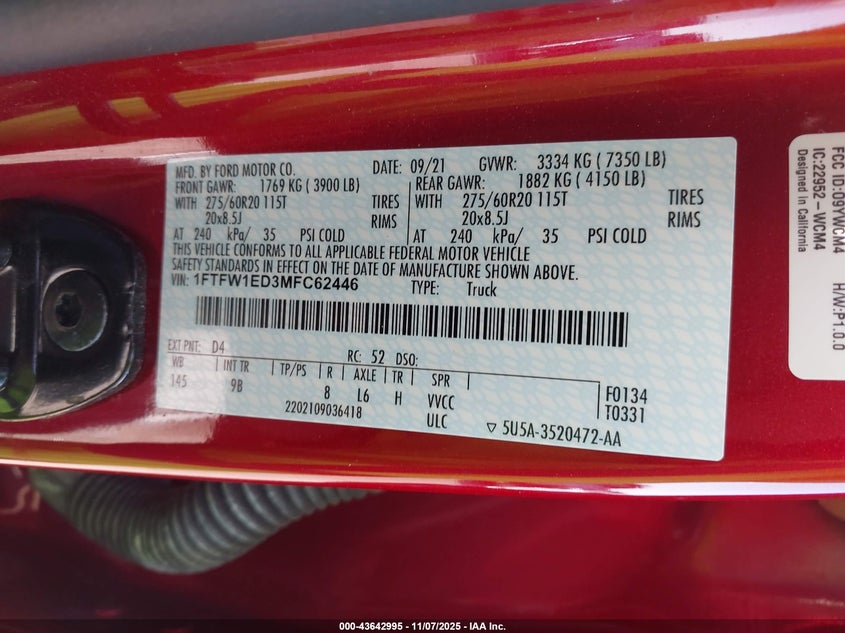 MFD. BY FORD MOTOR CO. DATE: 09/21 GVWR: 3334 KG ( 7350 LB)
FRONT GAWR: 1769 KG ( 3900 LB) REAR GAWR: 1882 KG ( 4150 LB)
WITH 275/60R20 115T TIRES WITH 275/60R20 115T TIRES
20x8.5J RIMS 20x8.5J RIMS
AT 240 kPa/ 35 PSI COLD AT 240 kPa/ 35 PSI COLD
THIS VEHICLE CONFORMS TO ALL APPLICABLE FEDERAL MOTOR VEHICLE
SAFETY STANDARDS IN EFFECT ON THE DATE OF MANUFACTURE SHOWN ABOVE.
VIN: 1FTFW1ED3MFC62446 TYPE: Truck
EXT PNT: D4 RC: 52 DSO:
WB INT TR TP/PS R AXLE TR SPR
145 9B 8 L6 H VVCC
2202109036418 ULC
F0134
T0331
▽ 5U5A-3520472-AA
FCC ID:O9YWCM4
IC:22952-WCM4
Designed in California H/W:P1.0.0
000-43642995 - 11/07/2025 - IAA Inc.